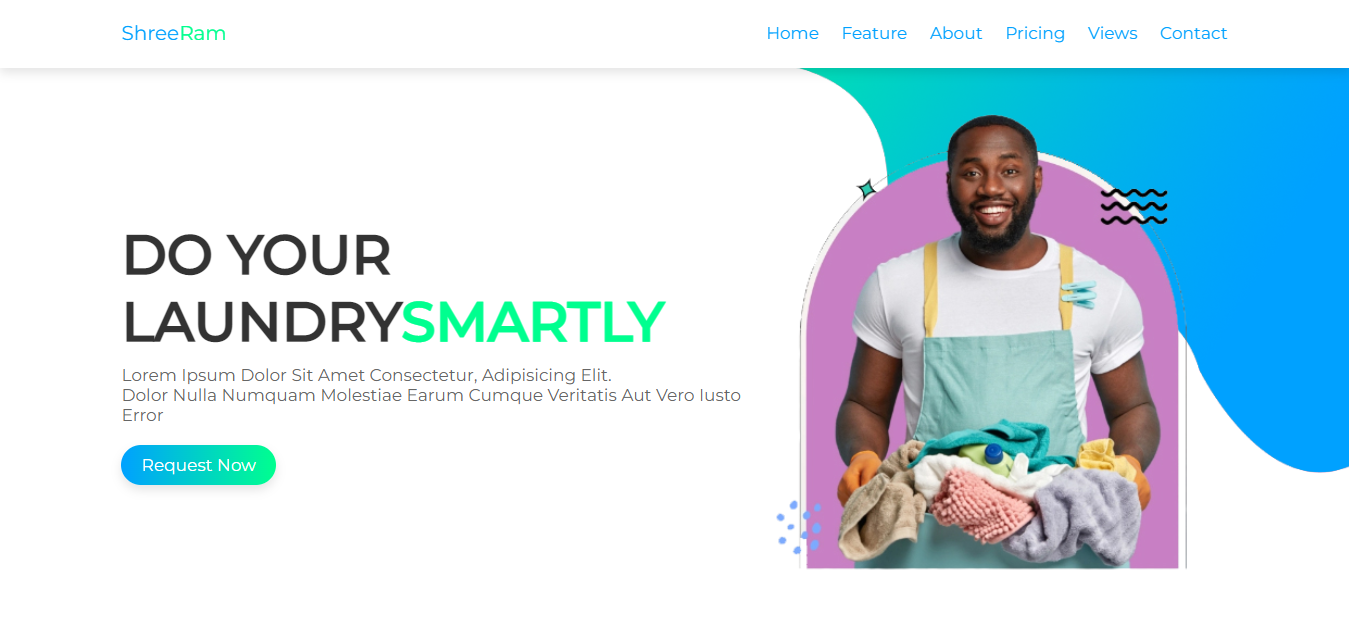 ShreeRam
Home Feature About Pricing Views Contact
DO YOUR
LAUNDRYSMARTLY
Lorem Ipsum Dolor Sit Amet Consectetur, Adipisicing Elit.
Dolor Nulla Numquam Molestiae Earum Cumque Veritatis Aut Vero Iusto
Error
Request Now